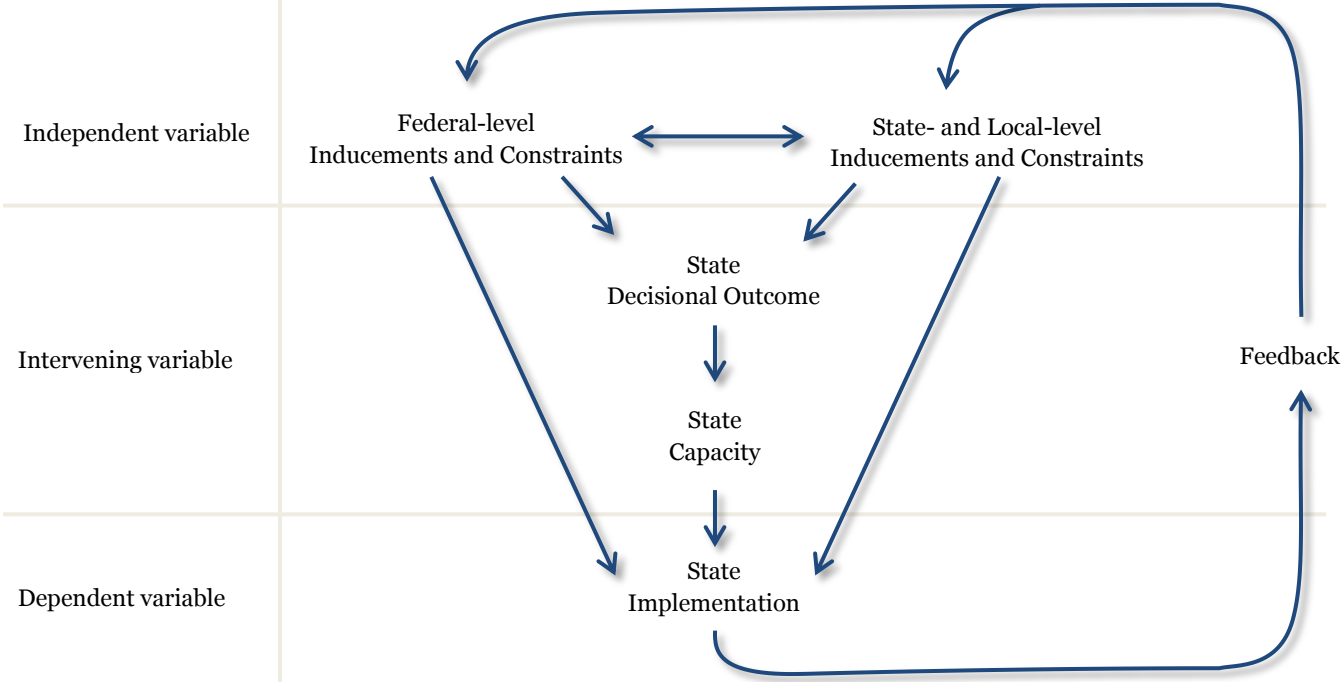 Independent variable
Federal-level
Inducements and Constraints
State- and Local-level
Inducements and Constraints
State
Decisional Outcome
Intervening variable
Feedback
State
Capacity
Dependent variable
State
Implementation